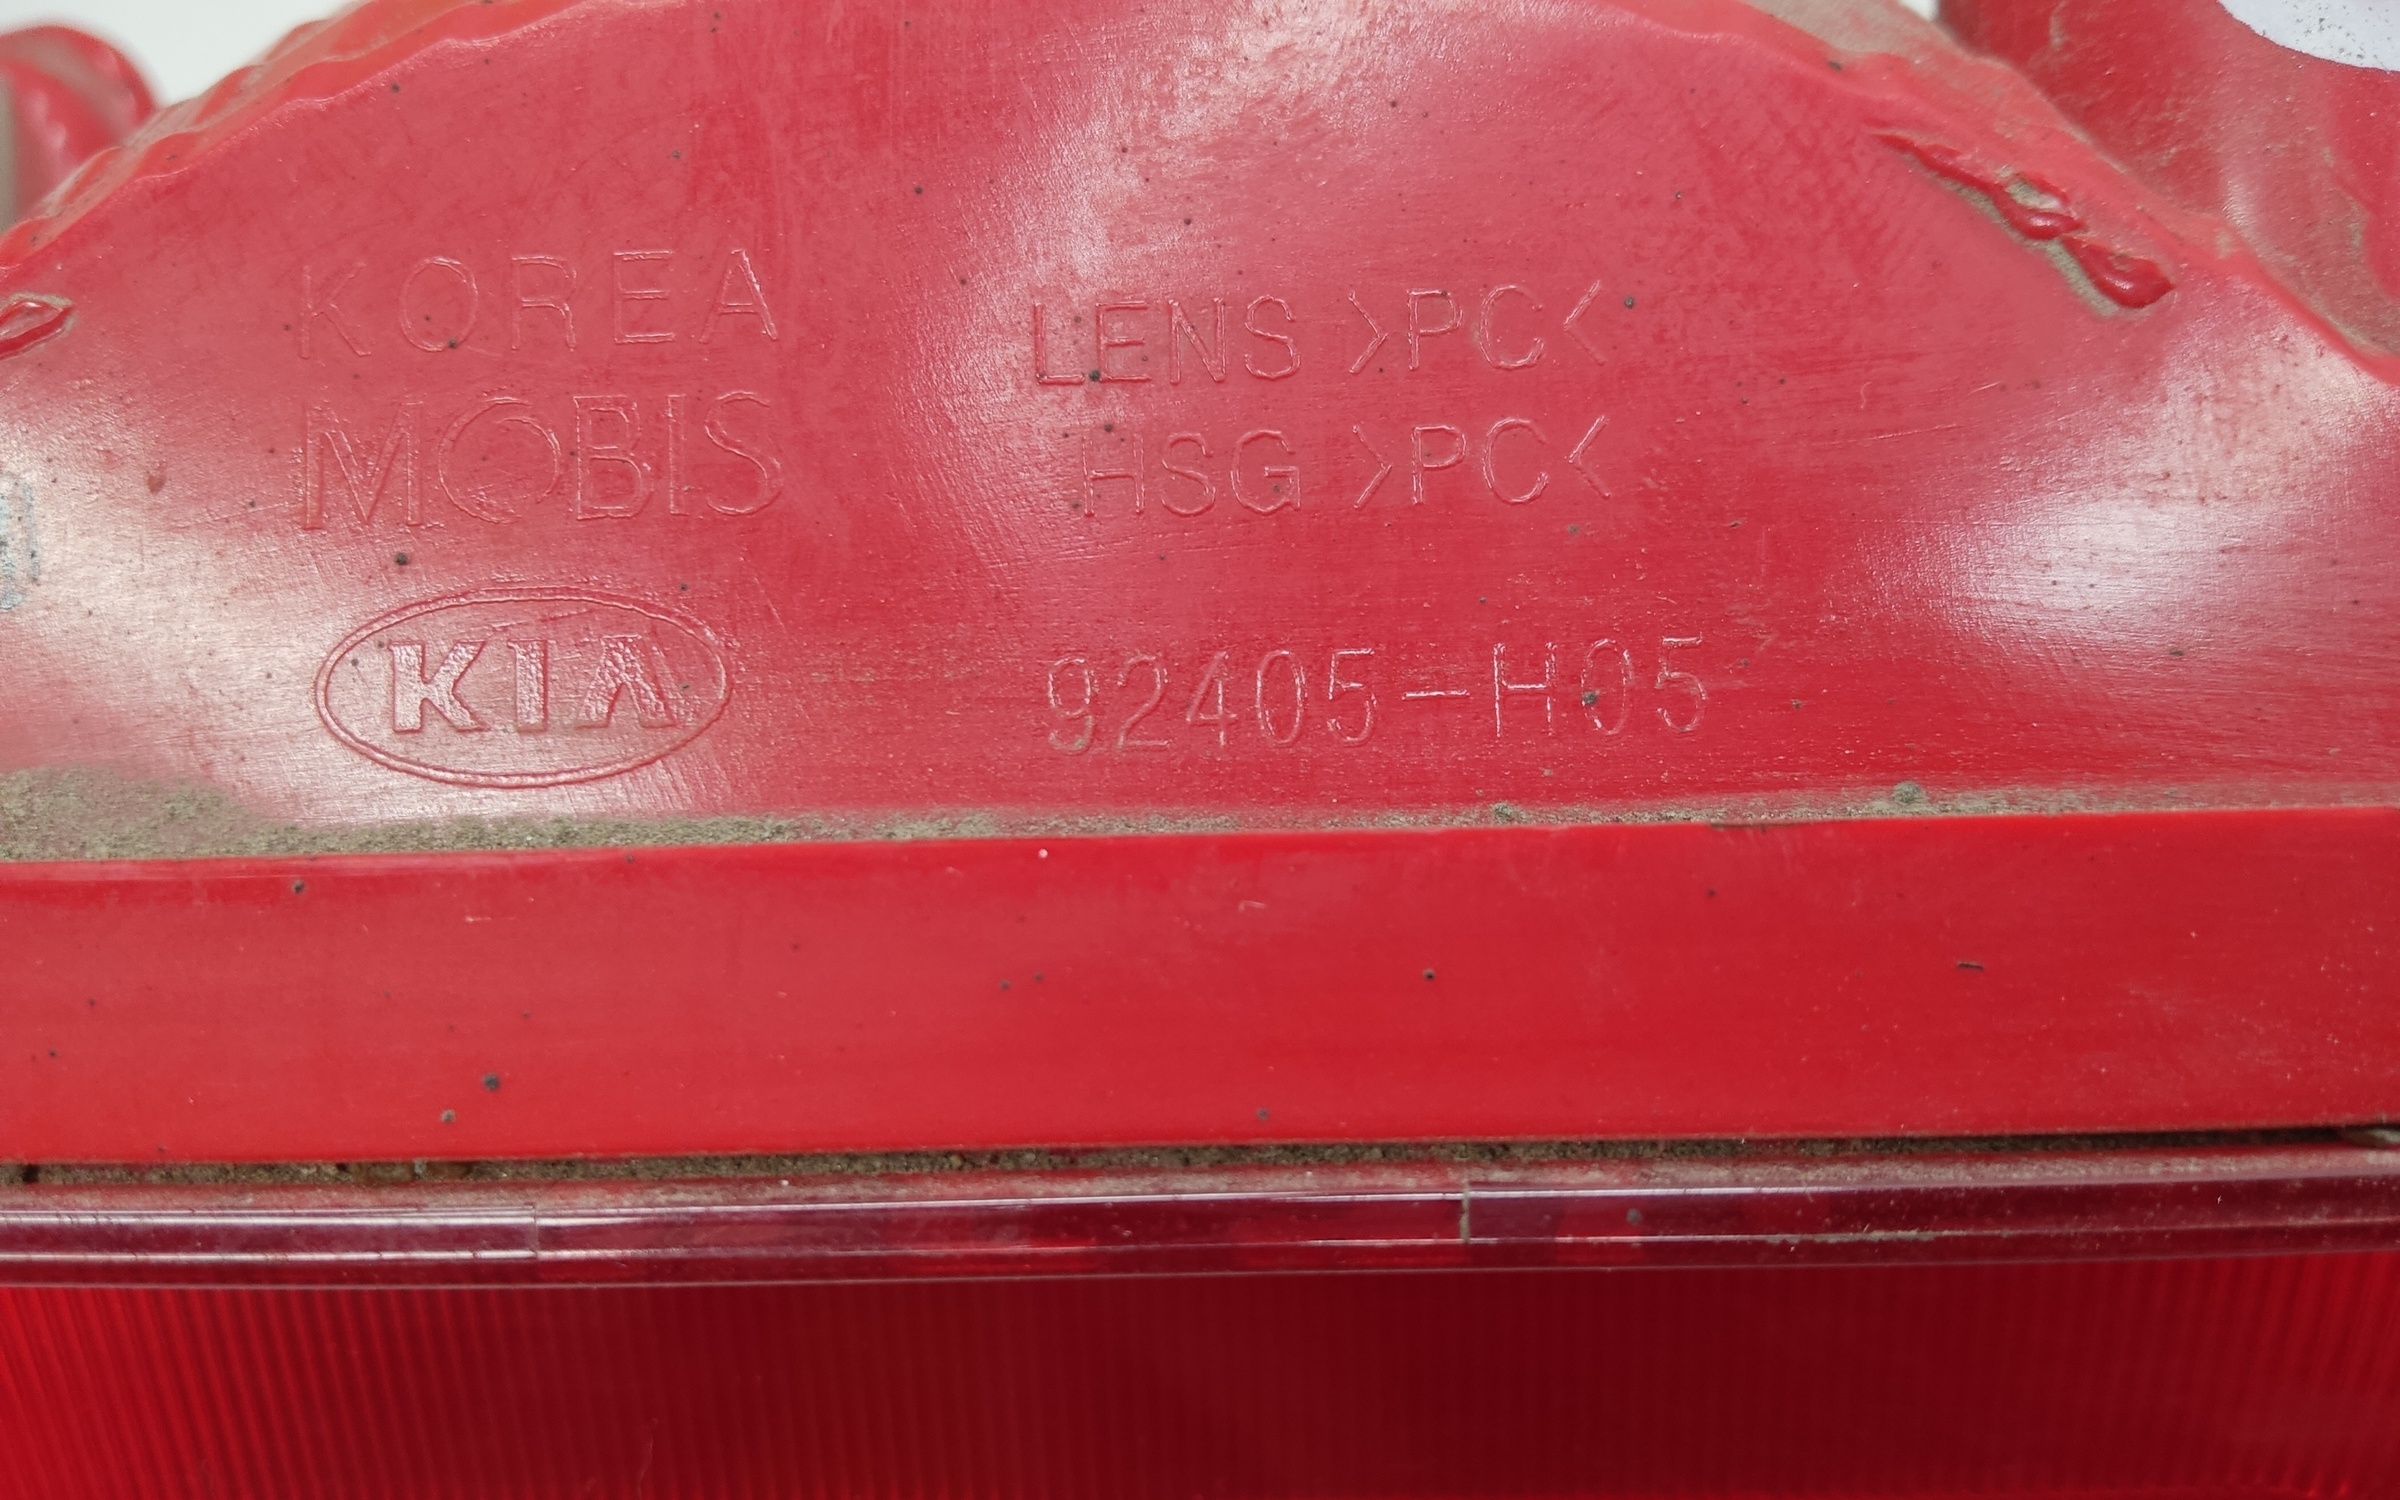 KOREA
MOBIS
KIA
LENS >PC<
HSG >PC<
92405-H05